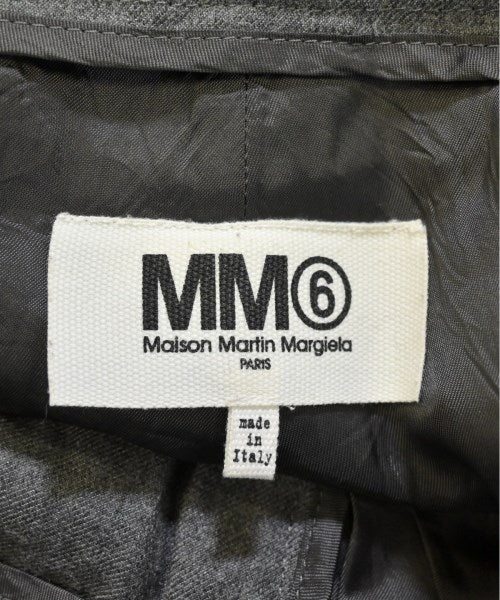 MM⑥
Maison Martin Margiela
PARIS
made
in
Italy